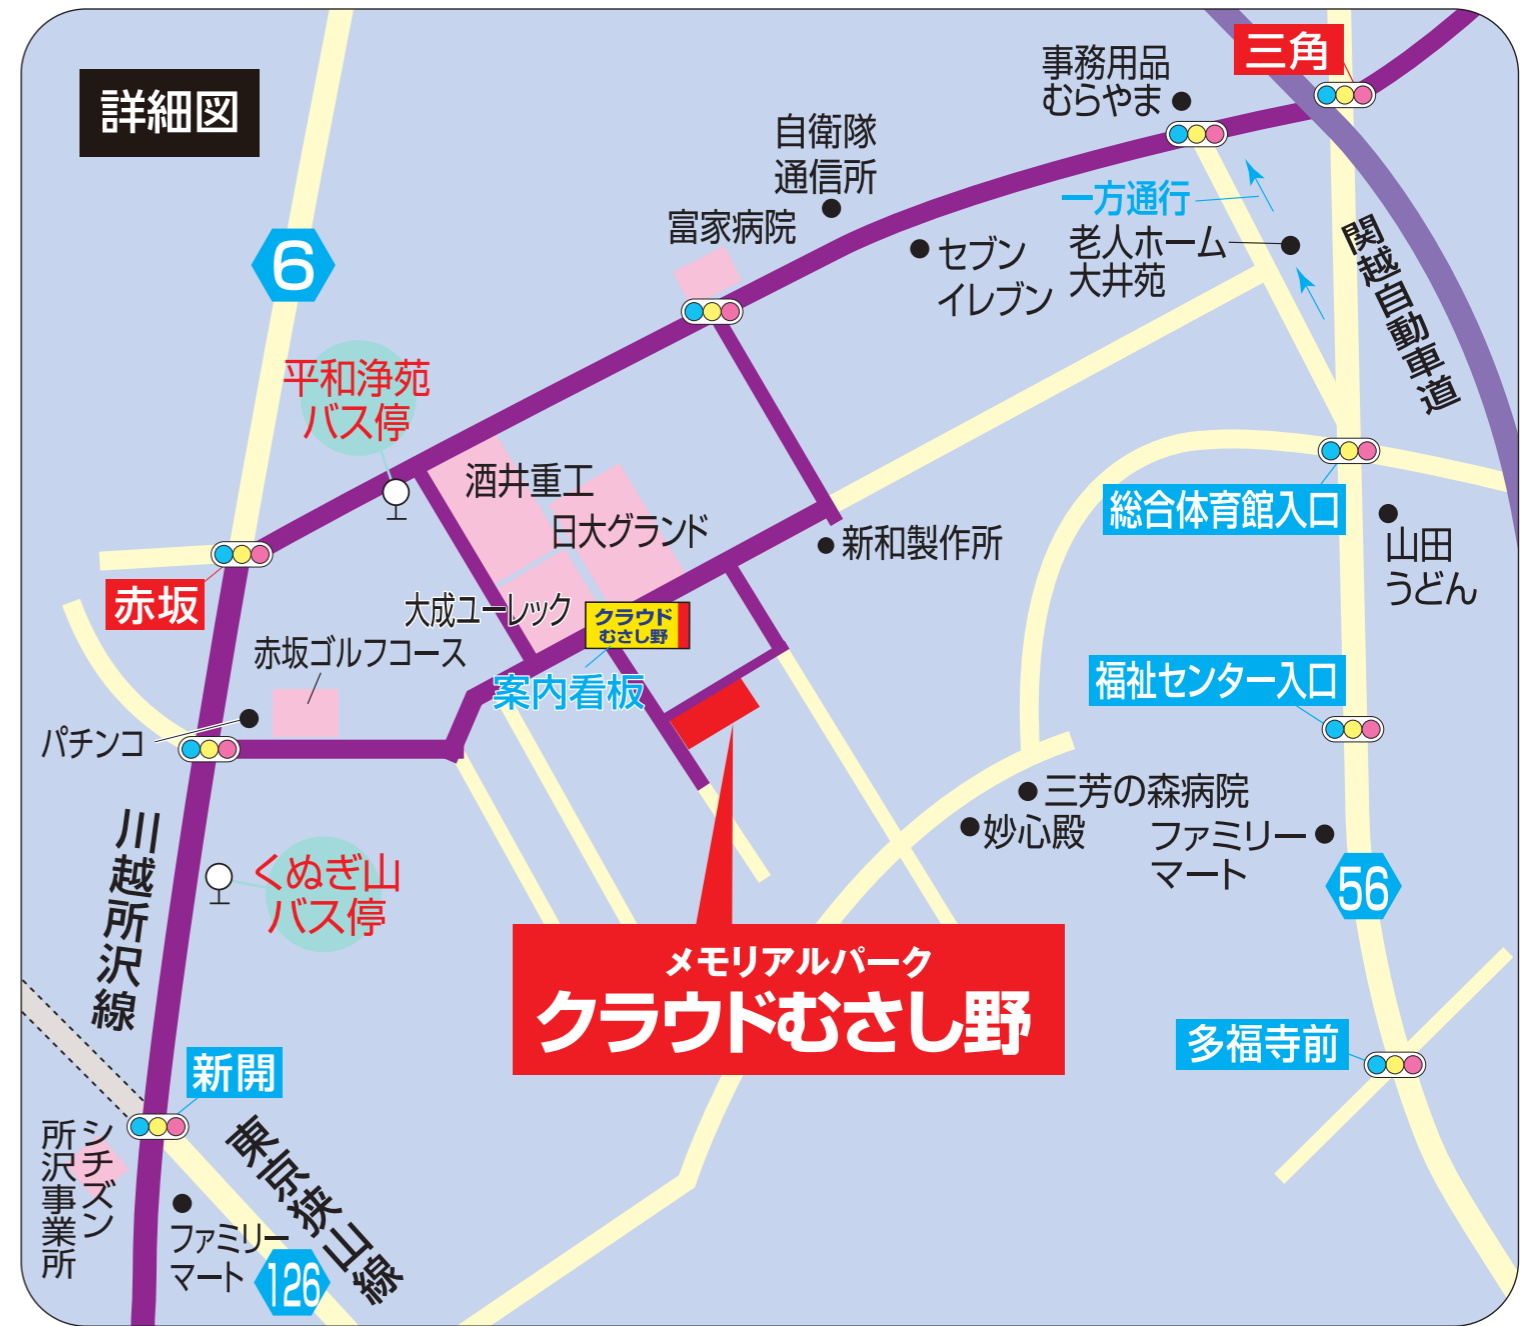 詳細図
三角
事務用品
むらやま
自衛隊
通信所
富家病院
一方通行
セブン
イレブン
老人ホーム
大井苑
関越自動車道
6
平和浄苑
バス停
酒井重工
日大グランド
新和製作所
総合体育館入口
山田
うどん
赤坂
大成ユーレック
クラウド
むさし野
赤坂ゴルフコース
案内看板
福祉センター入口
パチンコ
三芳の森病院
妙心殿
ファミリー
マート
56
川越所沢線
くぬぎ山
バス停
メモリアルパーク
クラウドむさし野
新開
多福寺前
シチズン
所沢事業所
東京狭山線
ファミリー
マート
126